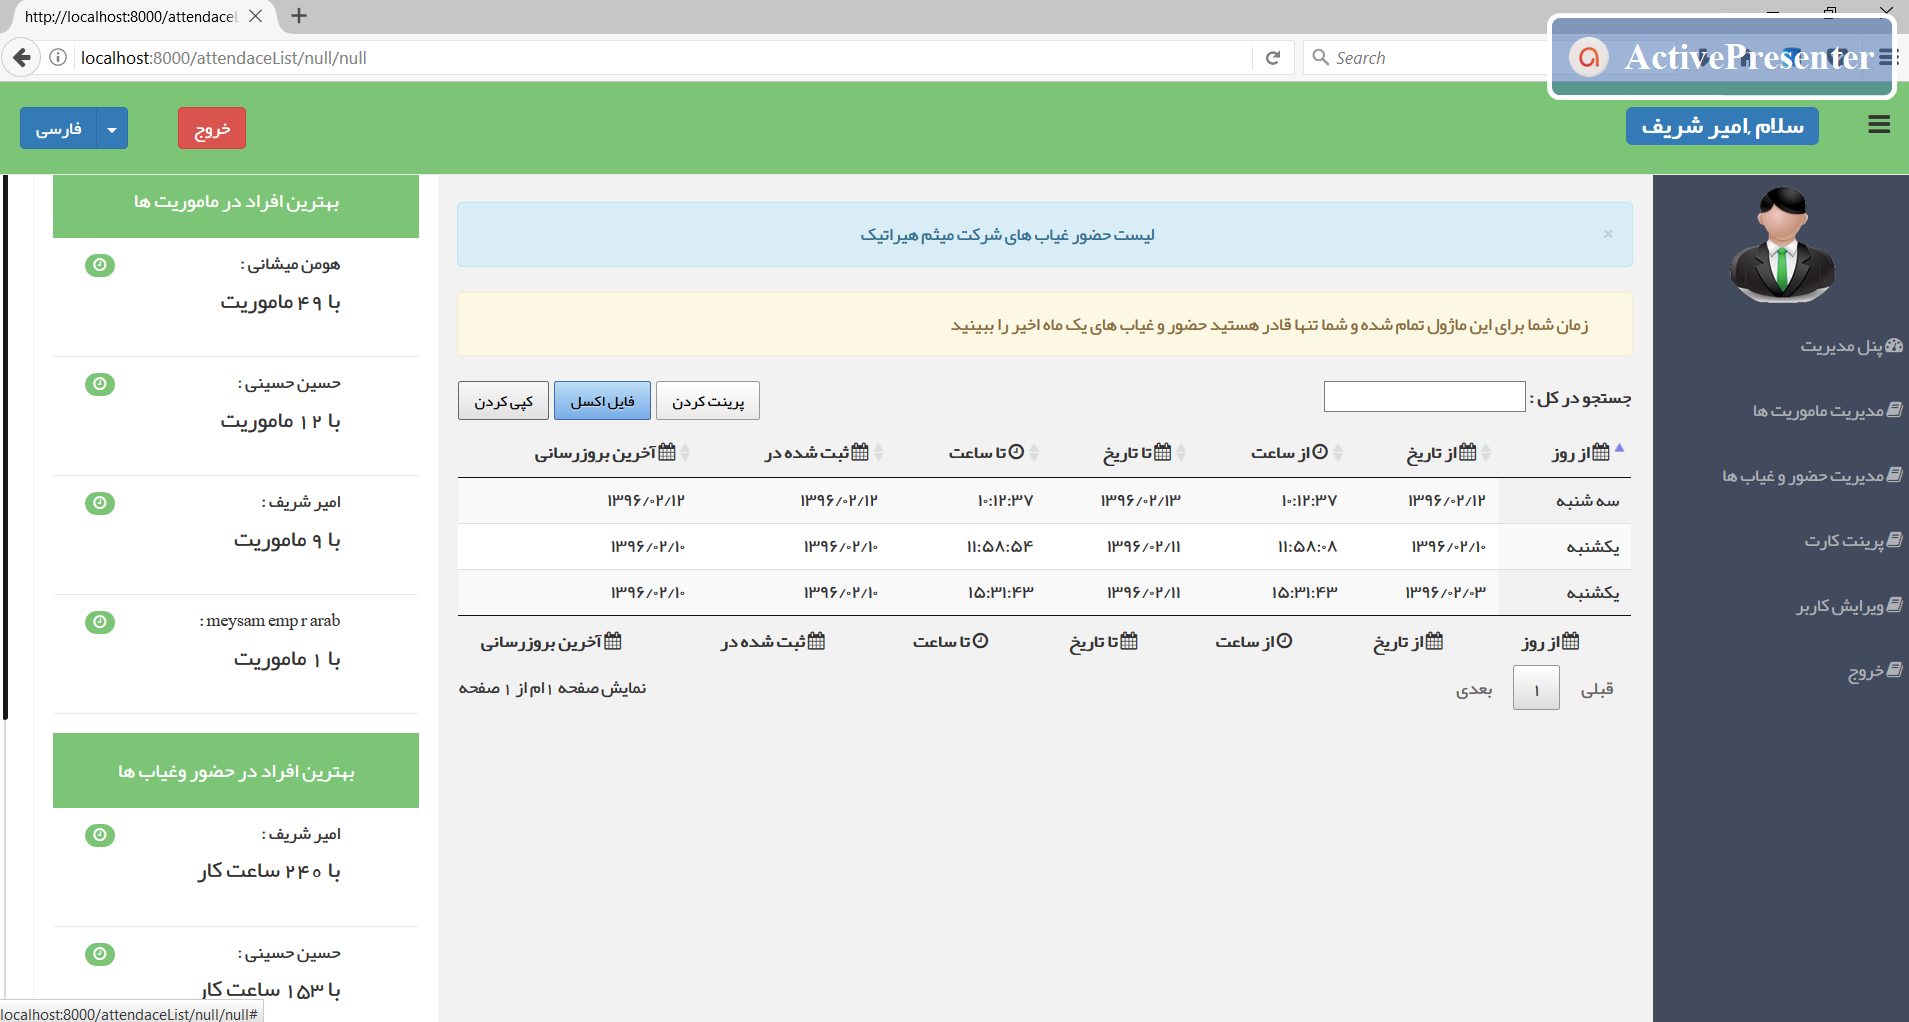 http://localhost:8000/attendaceL
localhost:8000/attendaceList/null/null
Search
ActivePresenter
سلام ,امیر شریف
خروج
فارسی
پنل مدیریت
مدیریت ماموریت ها
مدیریت حضور و غیاب ها
پرینت کارت
ویرایش کاربر
خروج
× لیست حضور غیاب های شرکت میثم هیراتیک
زمان شما برای این ماژول تمام شده و شما تنها قادر هستید حضور و غیاب های یک ماه اخیر را ببینید
جستجو در کل :
پرینت کردن فایل اکسل کپی کردن
از روز از تاریخ از ساعت تا تاریخ تا ساعت ثبت شده در آخرین بروزرسانی
سه شنبه ۱۳۹۶/۰۲/۱۲ ۱۰:۱۲:۳۷ ۱۳۹۶/۰۲/۱۳ ۱۰:۱۲:۳۷ ۱۳۹۶/۰۲/۱۲ ۱۳۹۶/۰۲/۱۲
یکشنبه ۱۳۹۶/۰۲/۱۰ ۱۱:۵۸:۰۸ ۱۳۹۶/۰۲/۱۱ ۱۱:۵۸:۵۴ ۱۳۹۶/۰۲/۱۰ ۱۳۹۶/۰۲/۱۰
یکشنبه ۱۳۹۶/۰۲/۰۳ ۱۵:۳۱:۴۳ ۱۳۹۶/۰۲/۱۱ ۱۵:۳۱:۴۳ ۱۳۹۶/۰۲/۱۰ ۱۳۹۶/۰۲/۱۰
از روز از تاریخ از ساعت تا تاریخ تا ساعت ثبت شده در آخرین بروزرسانی
قبلی ۱ بعدی
نمایش صفحه ۱ام از ۱ صفحه
بهترین افراد در ماموریت ها
هومن میشانی :
با ۴۹ ماموریت
حسین حسینی :
با ۱۲ ماموریت
امیر شریف :
با ۹ ماموریت
meysam emp r arab :
با ۱ ماموریت
بهترین افراد در حضور وغیاب ها
امیر شریف :
با ۲۴۰ ساعت کار
حسین حسینی :
با ۱۵۳ ساعت کار
localhost:8000/attendaceList/null/null#